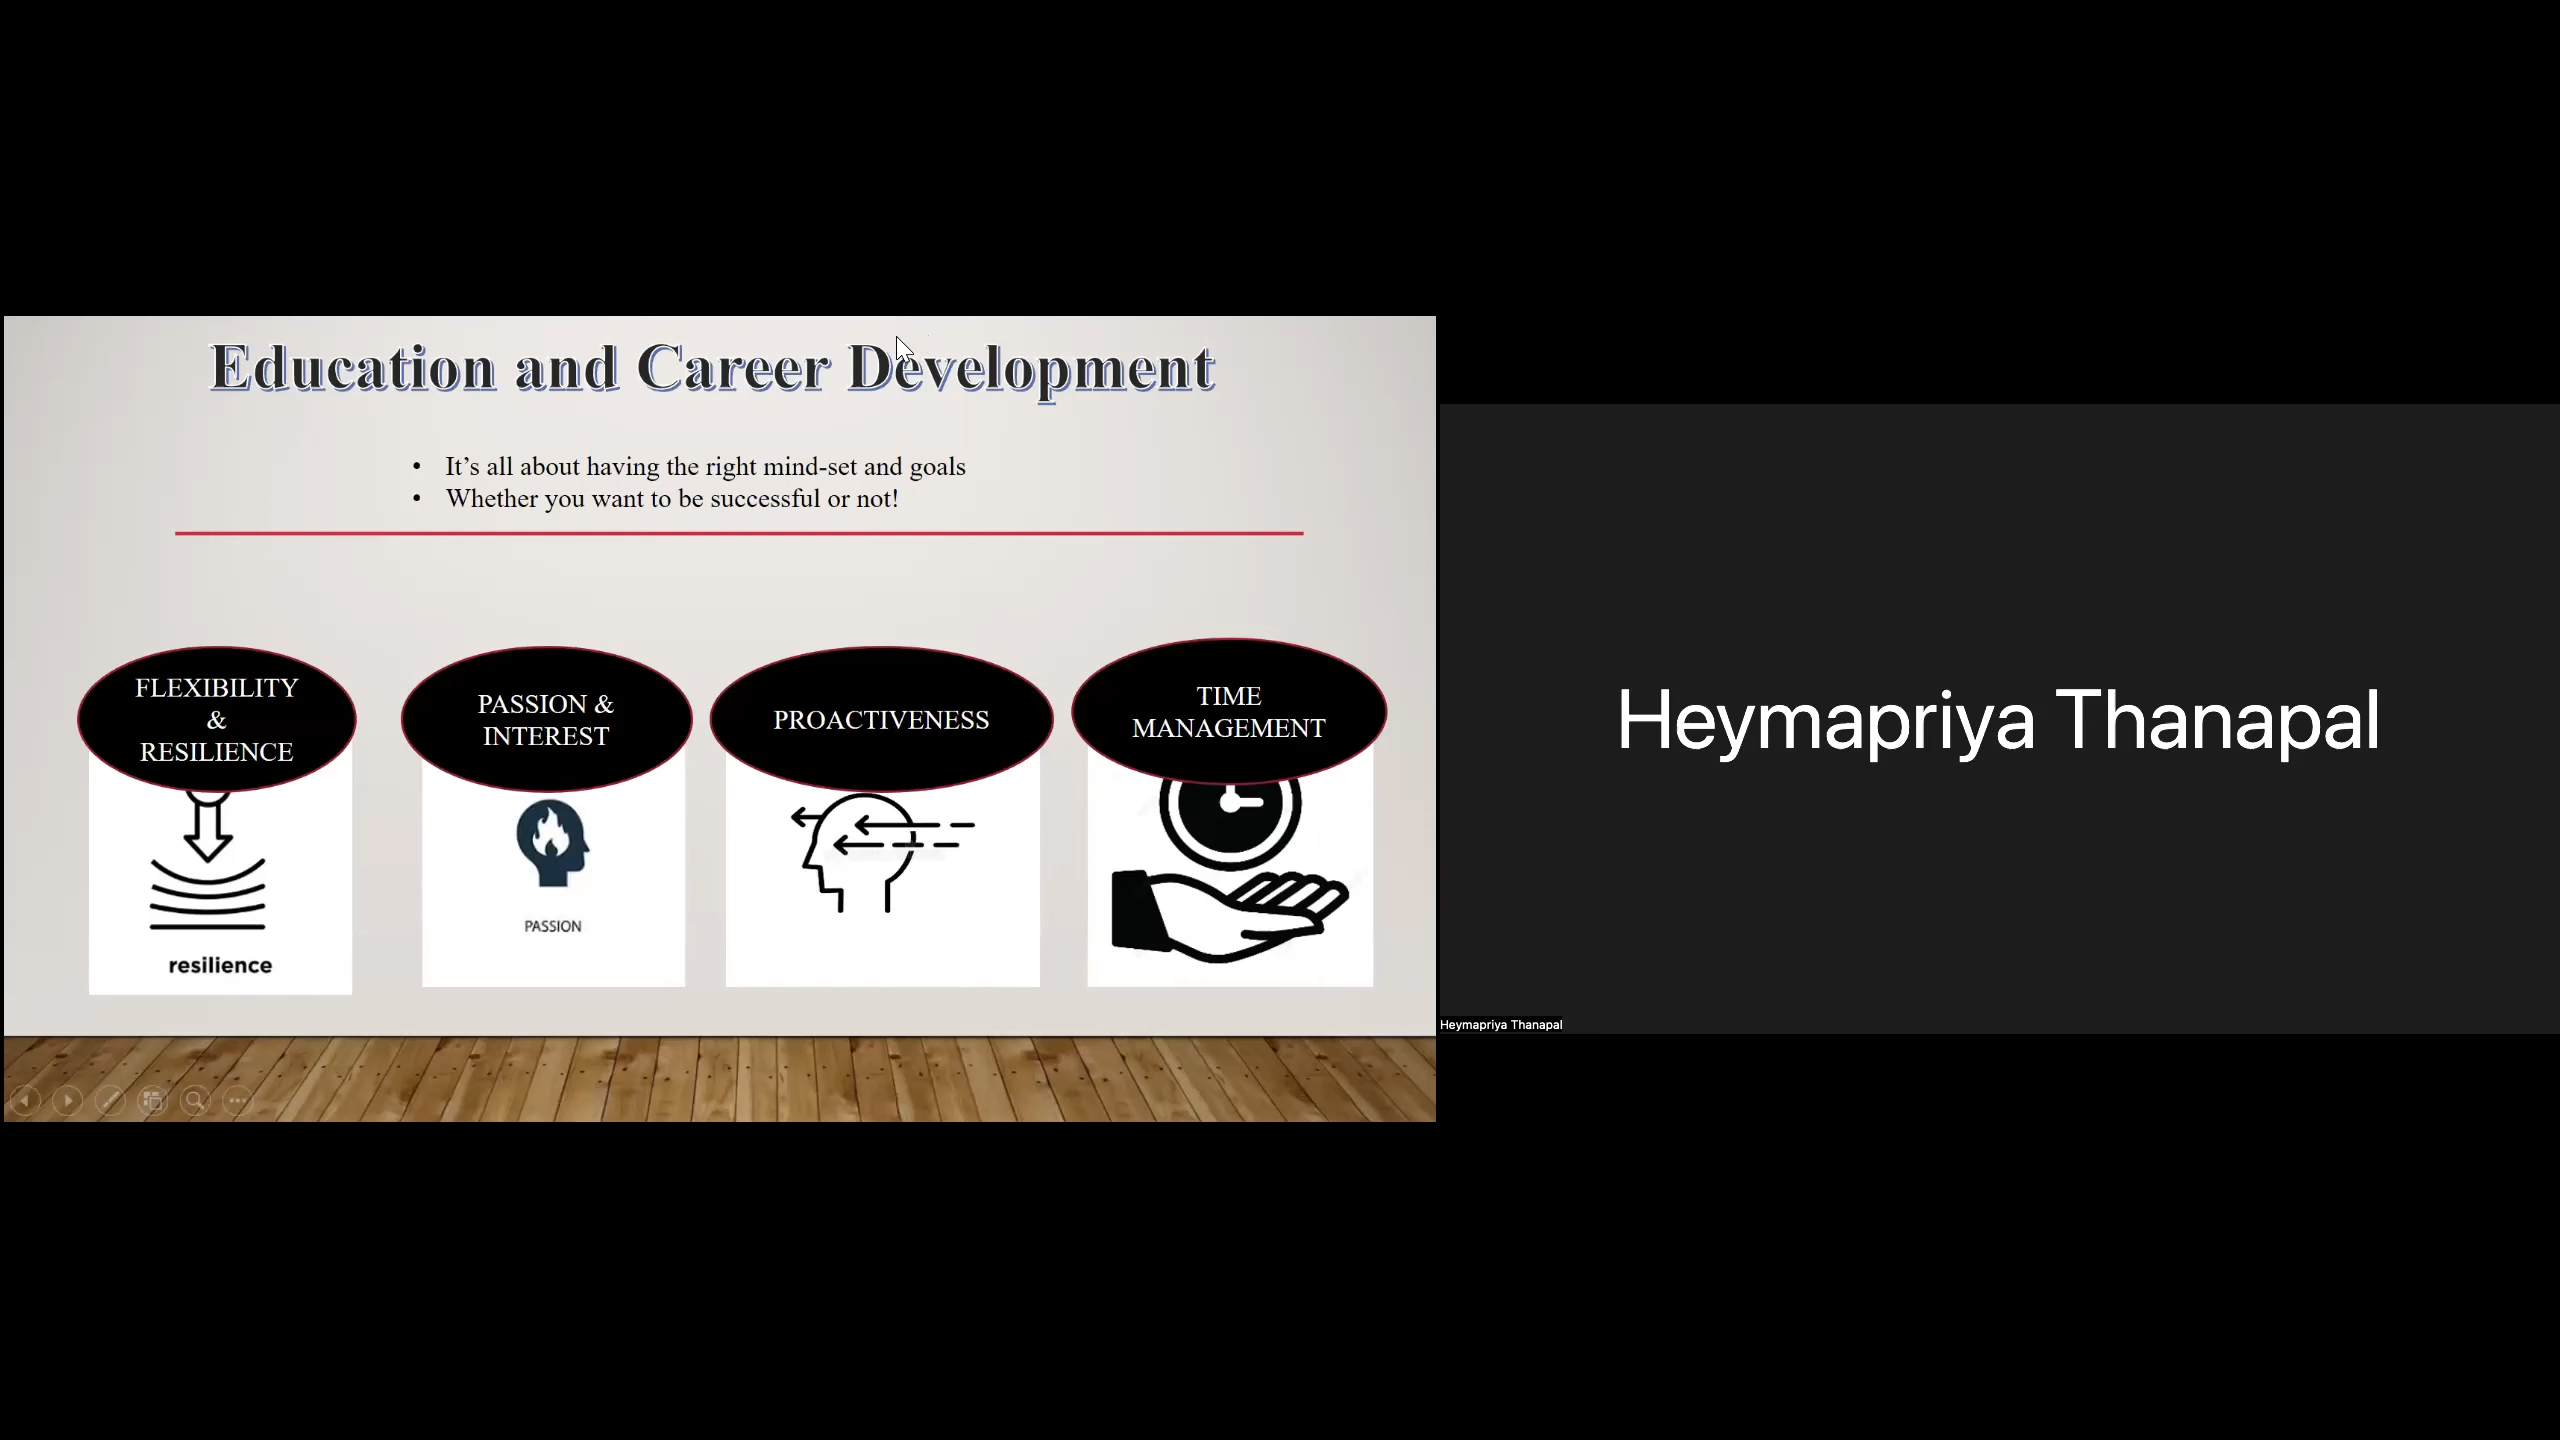 Education and Career Development
• It’s all about having the right mind-set and goals
• Whether you want to be successful or not!
FLEXIBILITY
&
RESILIENCE
PASSION &
INTEREST
PROACTIVENESS
TIME
MANAGEMENT
resilience
PASSION
Heymapriya Thanapal
Heymapriya Thanapal